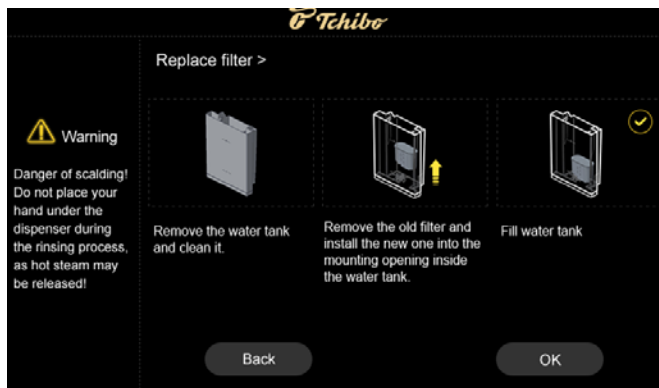 Tchibo
Replace filter >
Warning
Danger of scalding!
Do not place your
hand under the
dispenser during
the rinsing process,
as hot steam may
be released!
Remove the water tank
and clean it.
Remove the old filter and
install the new one into the
mounting opening inside
the water tank.
Fill water tank
Back
OK